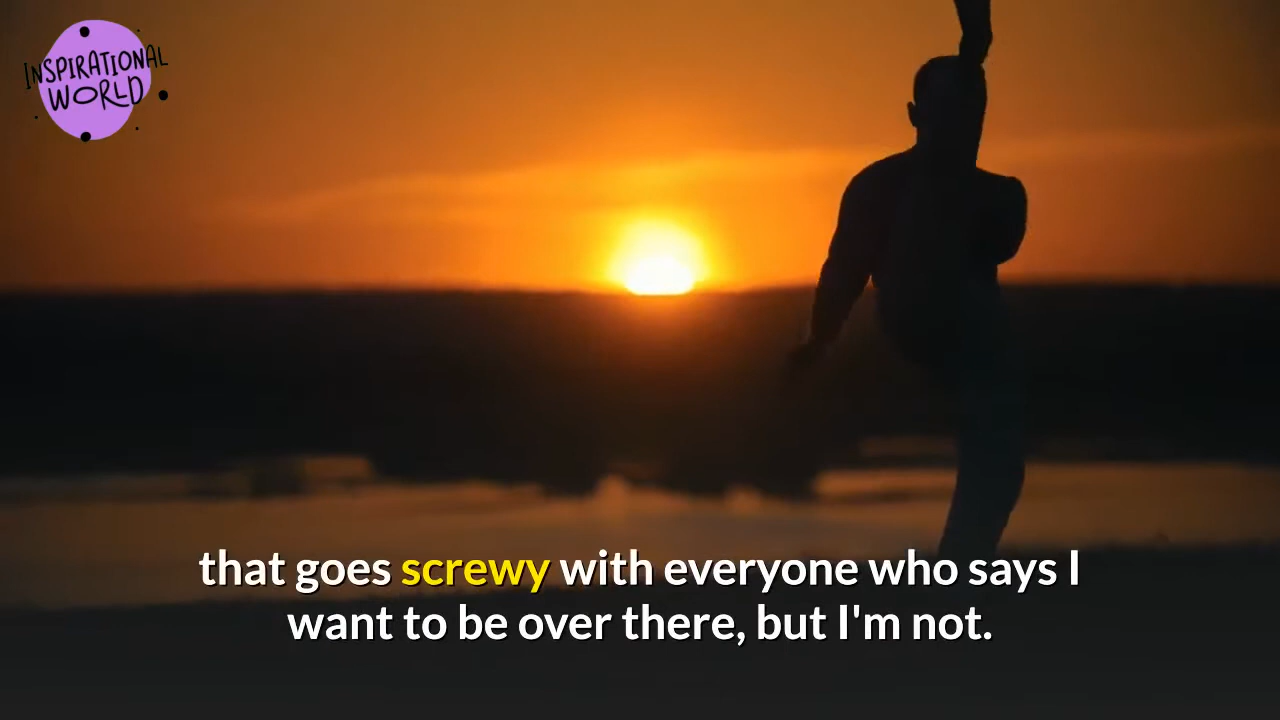 INSPIRATIONAL
WORLD
that goes screwy with everyone who says I
want to be over there, but I'm not.